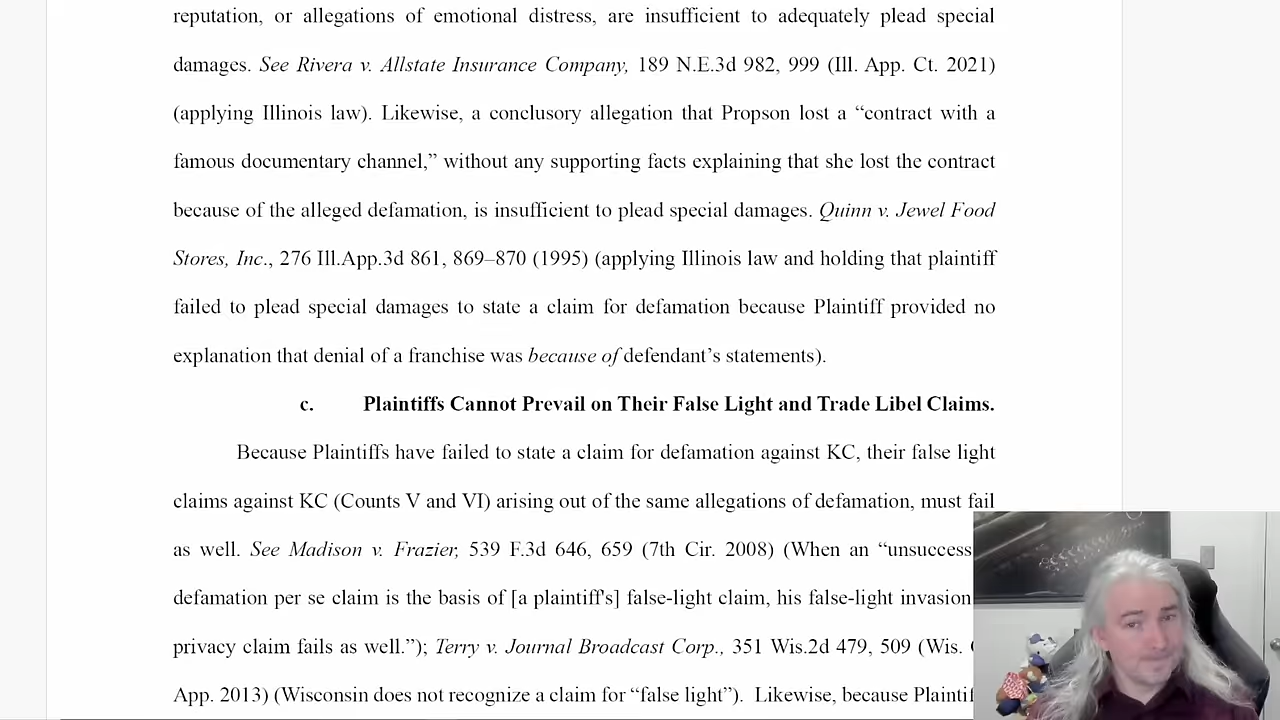 reputation, or allegations of emotional distress, are insufficient to adequately plead special
damages. See Rivera v. Allstate Insurance Company, 189 N.E.3d 982, 999 (Ill. App. Ct. 2021)
(applying Illinois law). Likewise, a conclusory allegation that Propson lost a “contract with a
famous documentary channel,” without any supporting facts explaining that she lost the contract
because of the alleged defamation, is insufficient to plead special damages. Quinn v. Jewel Food
Stores, Inc., 276 Ill.App.3d 861, 869–870 (1995) (applying Illinois law and holding that plaintiff
failed to plead special damages to state a claim for defamation because Plaintiff provided no
explanation that denial of a franchise was because of defendant’s statements).
c. Plaintiffs Cannot Prevail on Their False Light and Trade Libel Claims.
Because Plaintiffs have failed to state a claim for defamation against KC, their false light
claims against KC (Counts V and VI) arising out of the same allegations of defamation, must fail
as well. See Madison v. Frazier, 539 F.3d 646, 659 (7th Cir. 2008) (When an “unsuccess
defamation per se claim is the basis of [a plaintiff's] false-light claim, his false-light invasion
privacy claim fails as well.”); Terry v. Journal Broadcast Corp., 351 Wis.2d 479, 509 (Wis.
App. 2013) (Wisconsin does not recognize a claim for “false light”). Likewise, because Plaintif